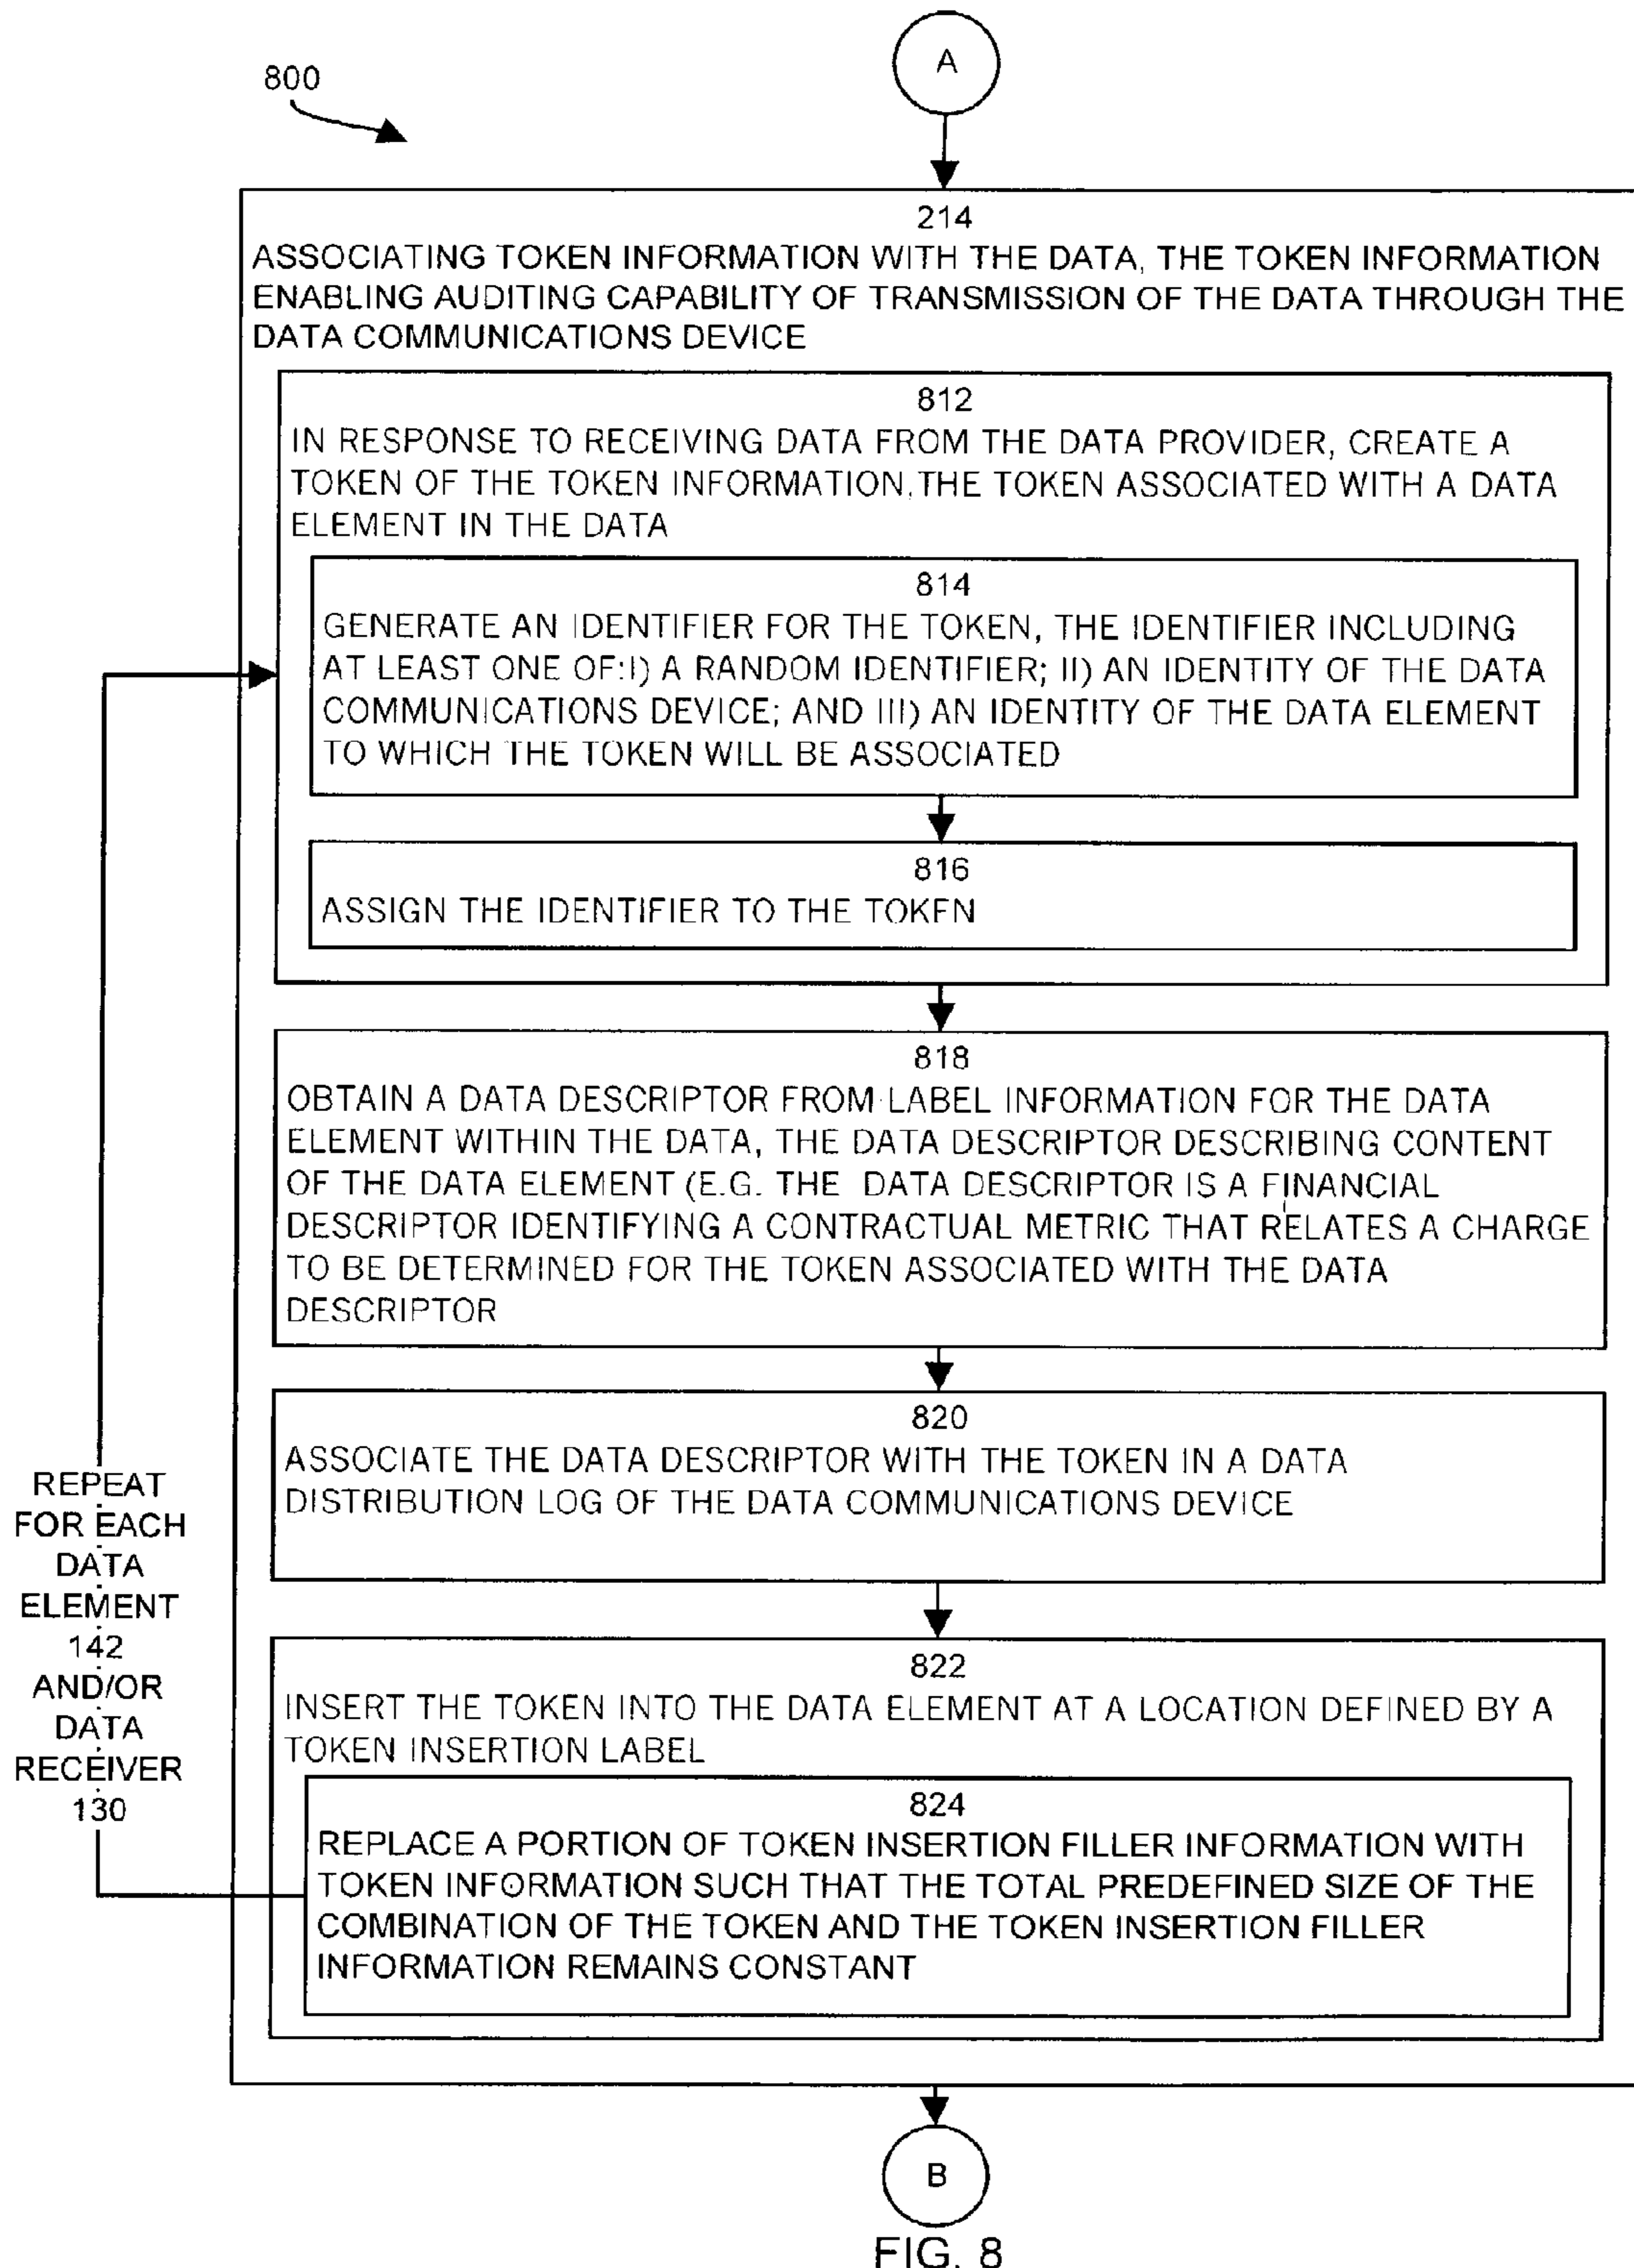 A
800
214
ASSOCIATING TOKEN INFORMATION WITH THE DATA, THE TOKEN INFORMATION
ENABLING AUDITING CAPABILITY OF TRANSMISSION OF THE DATA THROUGH THE
DATA COMMUNICATIONS DEVICE
812
IN RESPONSE TO RECEIVING DATA FROM THE DATA PROVIDER, CREATE A
TOKEN OF THE TOKEN INFORMATION, THE TOKEN ASSOCIATED WITH A DATA
ELEMENT IN THE DATA
814
GENERATE AN IDENTIFIER FOR THE TOKEN, THE IDENTIFIER INCLUDING
AT LEAST ONE OF:I) A RANDOM IDENTIFIER; II) AN IDENTITY OF THE DATA
COMMUNICATIONS DEVICE; AND III) AN IDENTITY OF THE DATA ELEMENT
TO WHICH THE TOKEN WILL BE ASSOCIATED
816
ASSIGN THE IDENTIFIER TO THE TOKEN
818
OBTAIN A DATA DESCRIPTOR FROM LABEL INFORMATION FOR THE DATA
ELEMENT WITHIN THE DATA, THE DATA DESCRIPTOR DESCRIBING CONTENT
OF THE DATA ELEMENT (E.G. THE DATA DESCRIPTOR IS A FINANCIAL
DESCRIPTOR IDENTIFYING A CONTRACTUAL METRIC THAT RELATES A CHARGE
TO BE DETERMINED FOR THE TOKEN ASSOCIATED WITH THE DATA
DESCRIPTOR
820
ASSOCIATE THE DATA DESCRIPTOR WITH THE TOKEN IN A DATA
DISTRIBUTION LOG OF THE DATA COMMUNICATIONS DEVICE
822
INSERT THE TOKEN INTO THE DATA ELEMENT AT A LOCATION DEFINED BY A
TOKEN INSERTION LABEL
824
REPLACE A PORTION OF TOKEN INSERTION FILLER INFORMATION WITH
TOKEN INFORMATION SUCH THAT THE TOTAL PREDEFINED SIZE OF THE
COMBINATION OF THE TOKEN AND THE TOKEN INSERTION FILLER
INFORMATION REMAINS CONSTANT
REPEAT
FOR EACH
DATA
ELEMENT
142
AND/OR
DATA
RECEIVER
130
B
FIG. 8